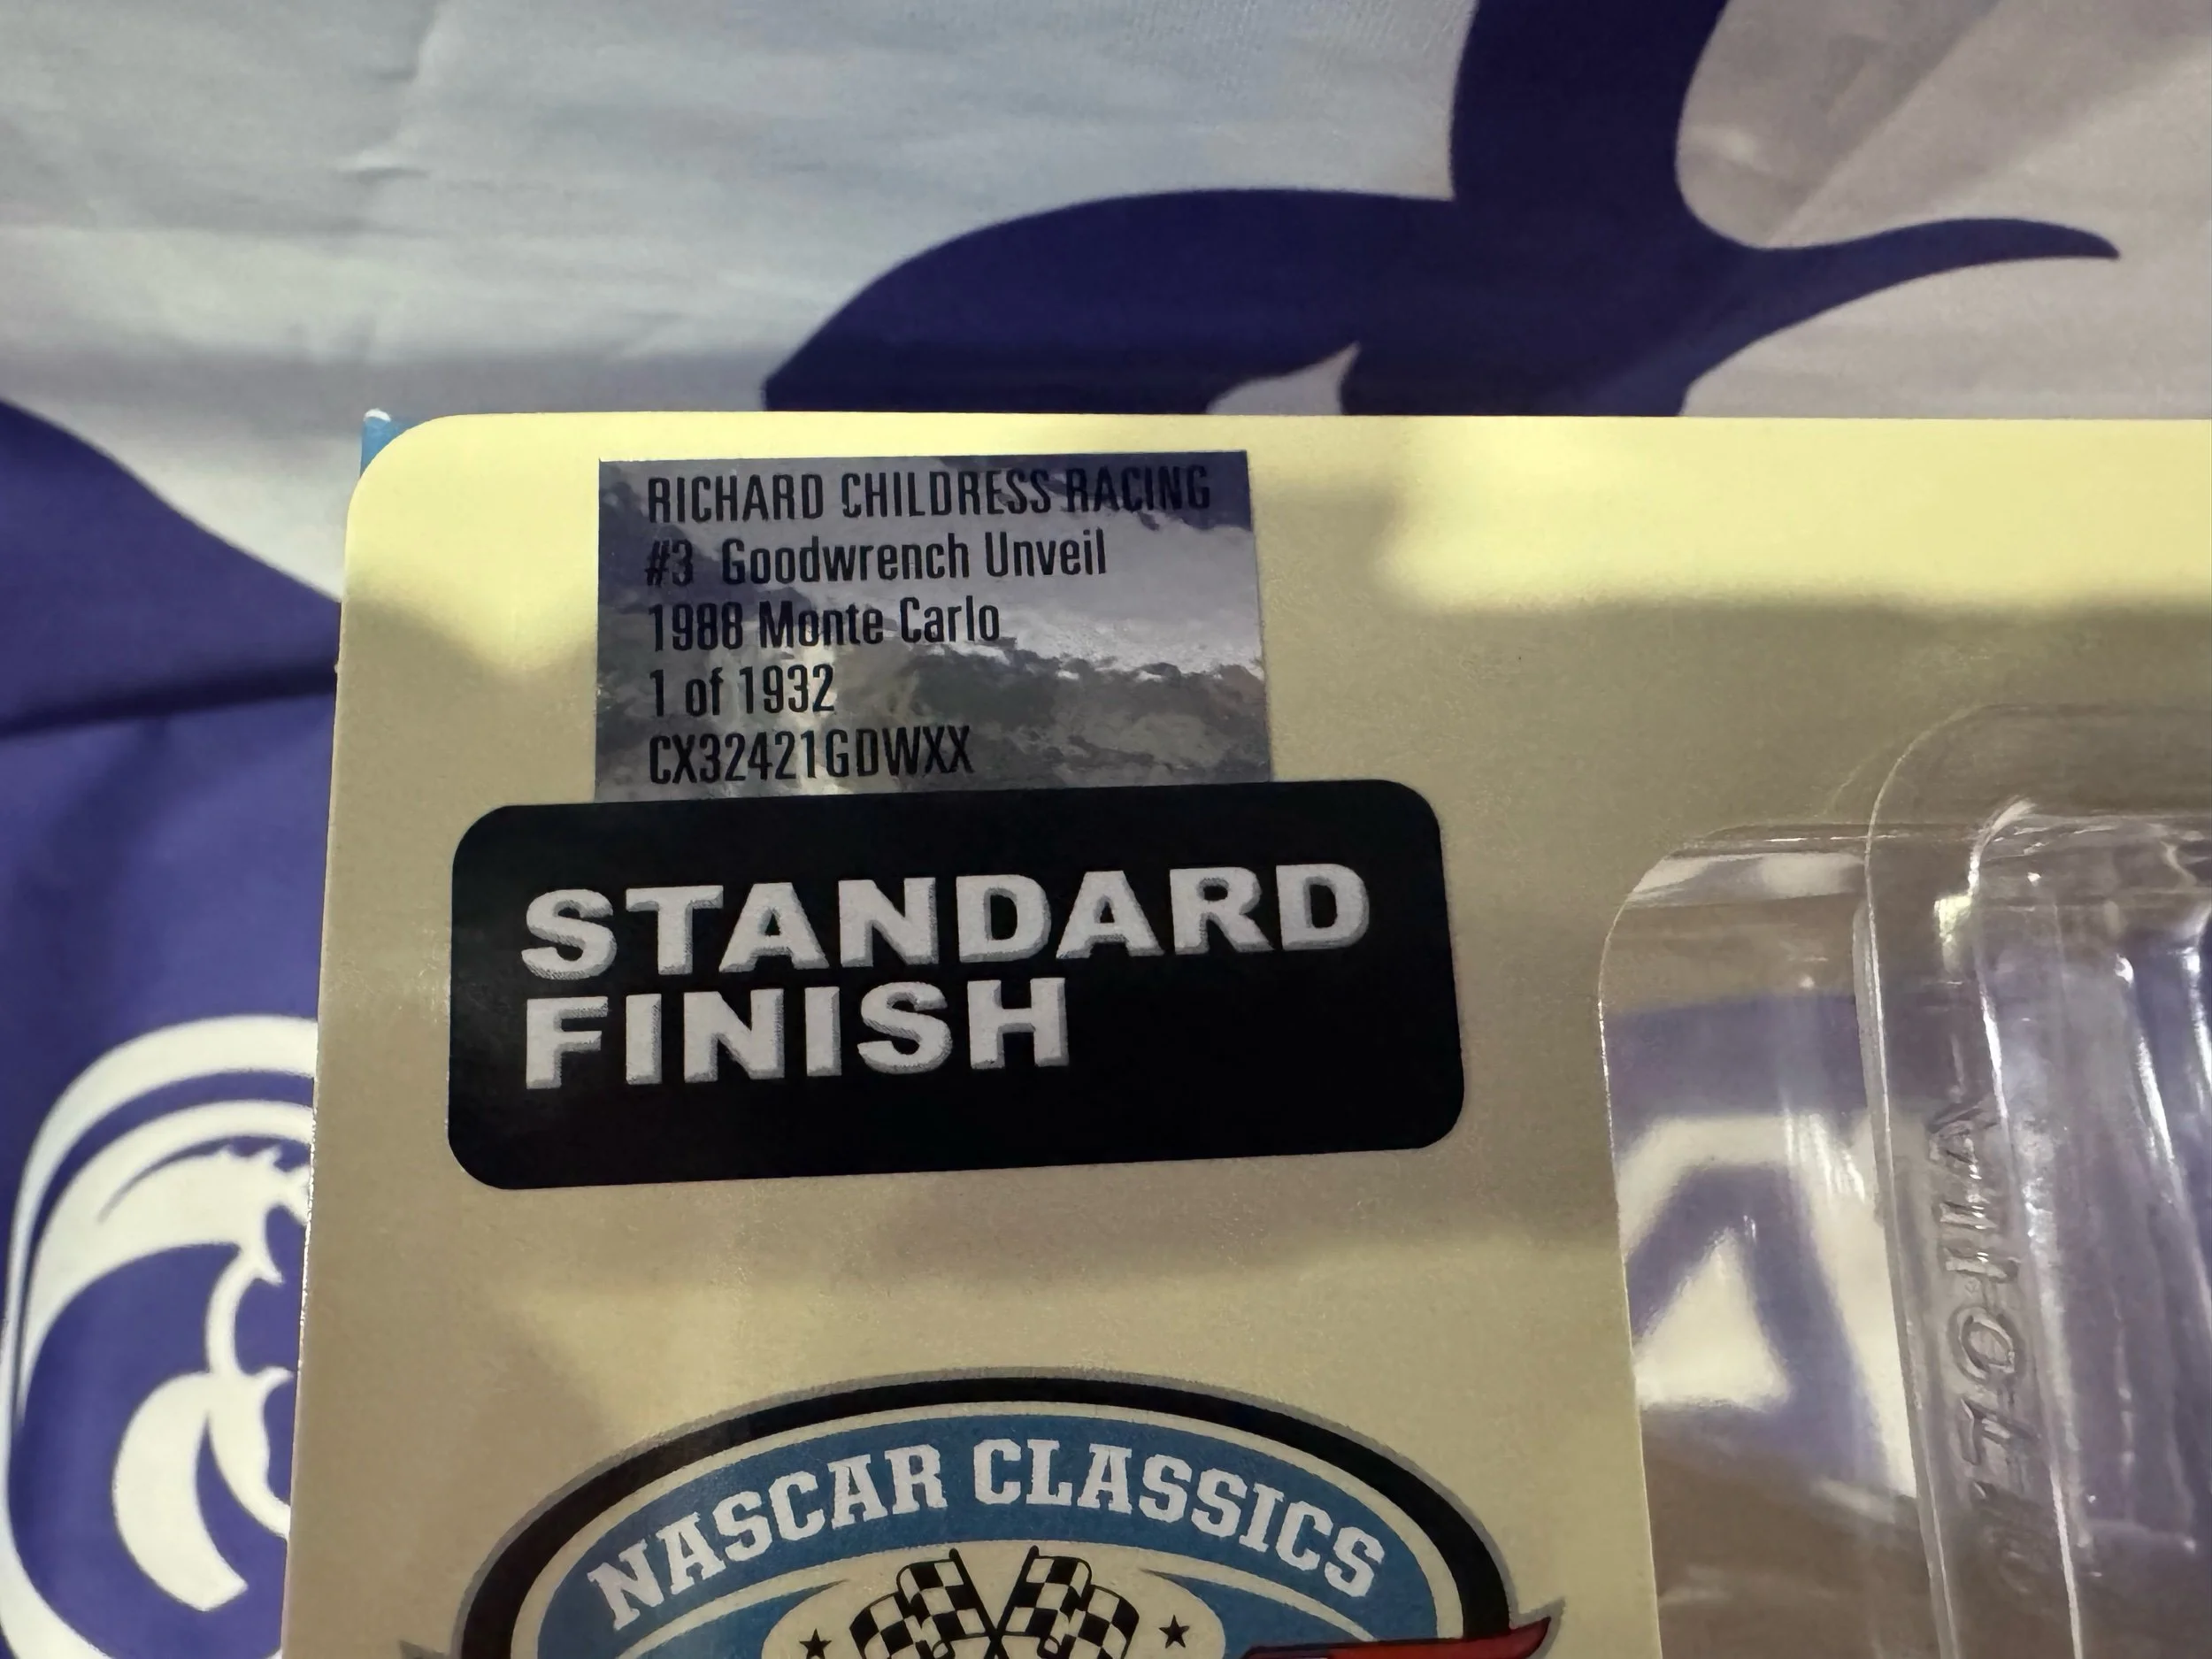 RICHARD CHILDRESS RACING
#3 Goodwrench Unveil
1988 Monte Carlo
1 of 1932
CX32421GDWXX
STANDARD
FINISH
NASCAR CLASSICS